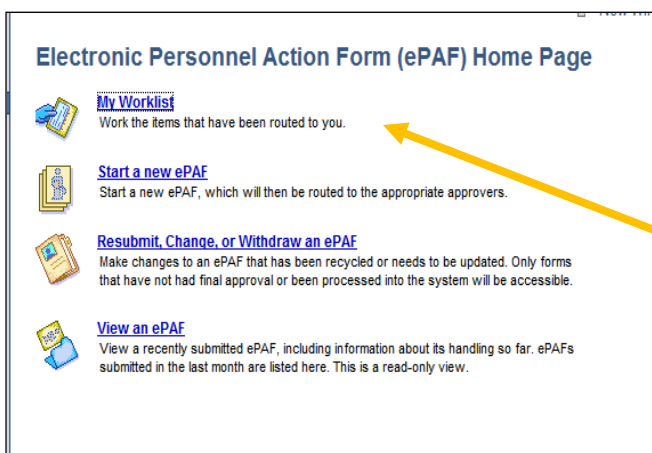 Electronic Personnel Action Form (ePAF) Home Page
My Worklist
Work the items that have been routed to you.
Start a new ePAF
Start a new ePAF, which will then be routed to the appropriate approvers.
Resubmit, Change, or Withdraw an ePAF
Make changes to an ePAF that has been recycled or needs to be updated. Only forms
that have not had final approval or been processed into the system will be accessible.
View an ePAF
View a recently submitted ePAF, including information about its handling so far. ePAFs
submitted in the last month are listed here. This is a read-only view.